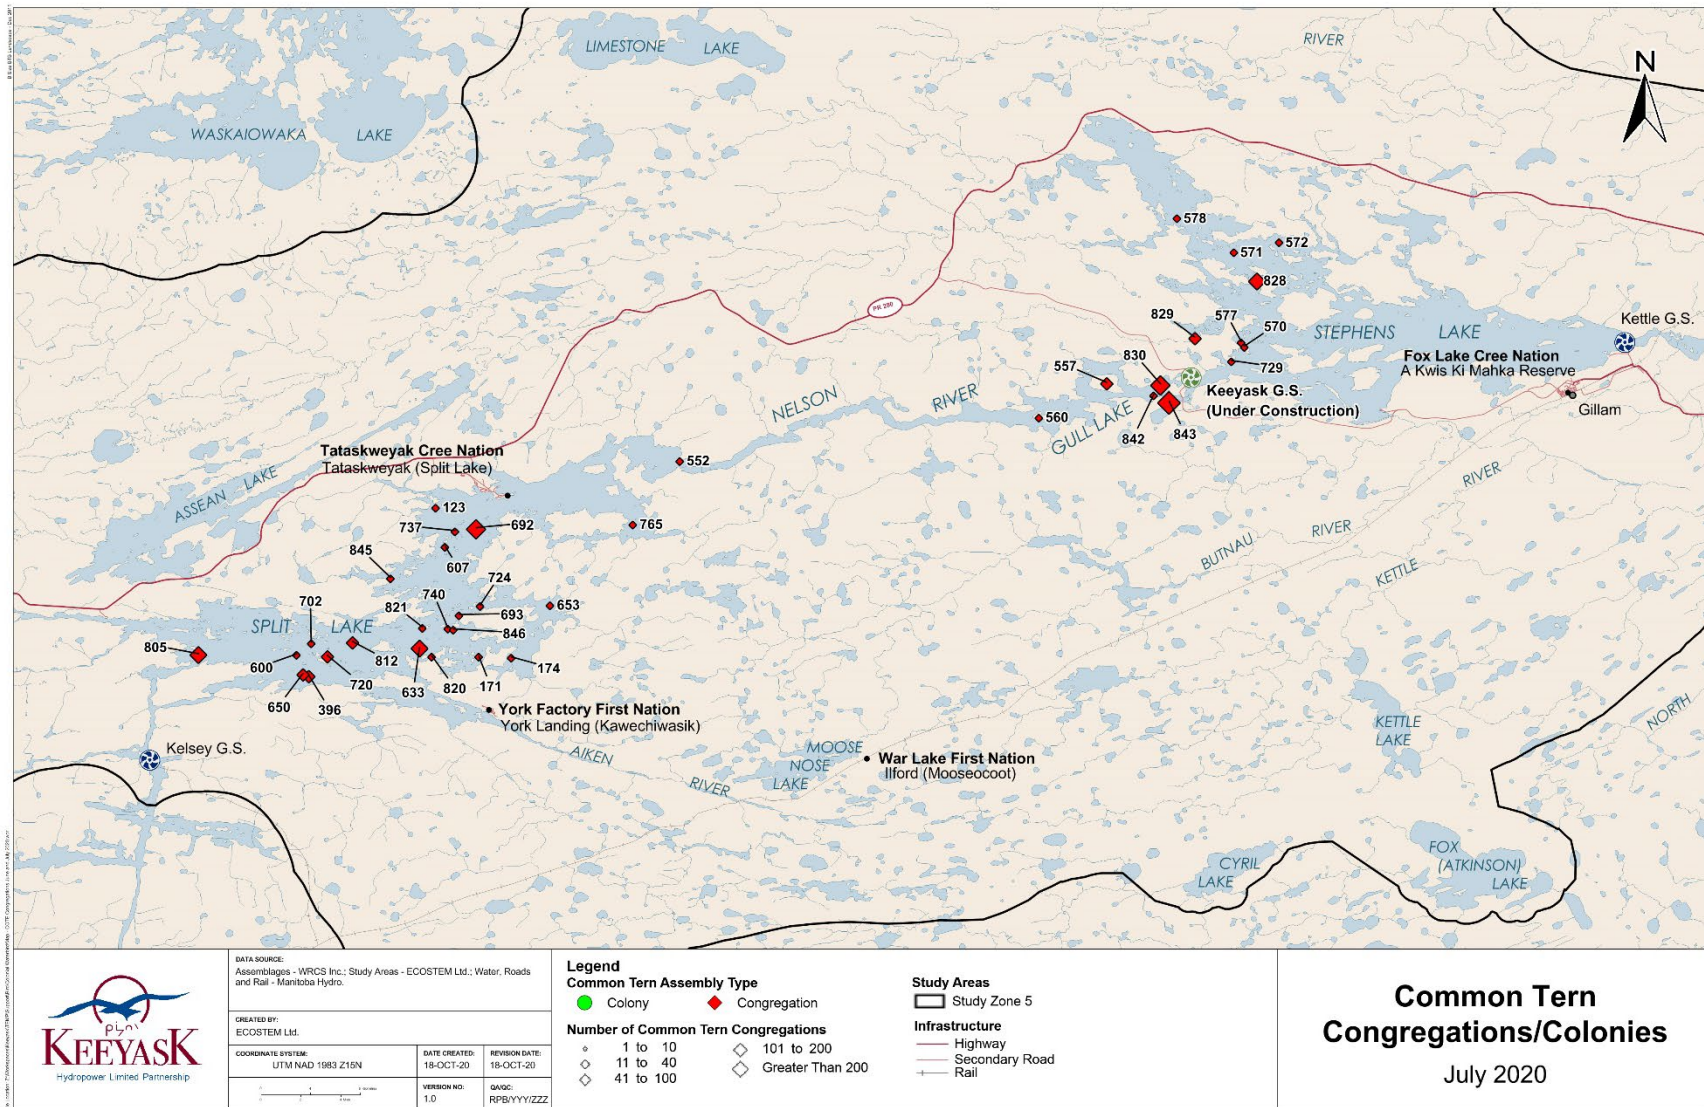 LIMESTONE LAKE
RIVER
N
WASKAIOWAKA LAKE
578
572
571
828
PR 280
829
577
570
STEPHENS LAKE
Kettle G.S.
Fox Lake Cree Nation
A Kwis Ki Mahka Reserve
830
729
557
Keeyask G.S.
(Under Construction)
Gillam
NELSON RIVER
560
GULL LAKE
842
843
Tataskweyak Cree Nation
Tataskweyak (Split Lake)
552
RIVER
ASSEAN LAKE
123
737
692
765
BUTNAU RIVER
845
607
KETTLE
724
740
653
702
821
693
SPLIT LAKE
846
805
600
812
174
720
633
820
171
650
396
York Factory First Nation
York Landing (Kawechiwasik)
NORTH
KETTLE
LAKE
Kelsey G.S.
AIKEN
RIVER
MOOSE
NOSE
LAKE
War Lake First Nation
Ilford (Mooseocoot)
CYRIL
LAKE
FOX
(ATKINSON)
LAKE
KEEYASK
Hydropower Limited Partnership
DATA SOURCE:
Assemblages - WRCS Inc.; Study Areas - ECOSTEM Ltd.; Water, Roads
and Rail - Manitoba Hydro.
CREATED BY:
ECOSTEM Ltd.
COORDINATE SYSTEM:
UTM NAD 1983 Z15N
DATE CREATED:
18-OCT-20
REVISION DATE:
18-OCT-20
VERSION NO:
1.0
QA/QC:
RPB/YYY/ZZZ
Legend
Common Tern Assembly Type
Colony
Congregation
Number of Common Tern Congregations
1 to 10
11 to 40
41 to 100
101 to 200
Greater Than 200
Study Areas
Study Zone 5
Infrastructure
Highway
Secondary Road
Rail
Common Tern
Congregations/Colonies
July 2020